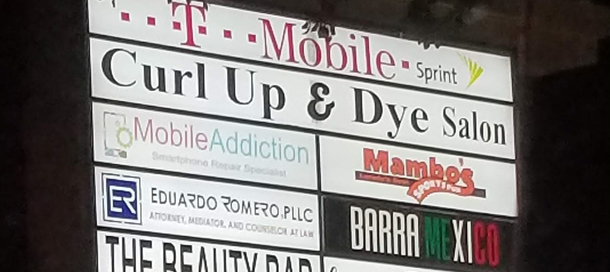 T Mobile Sprint
Curl Up & Dye Salon
MobileAddiction
Smartphone Repair Specialist
Mambo's
SPORTS PUB
ER EDUARDO ROMERO, PLLC
ATTORNEY, MEDIATOR, AND COUNSELOR AT LAW
BARRA MEXICO
THE BEAUTY BAR